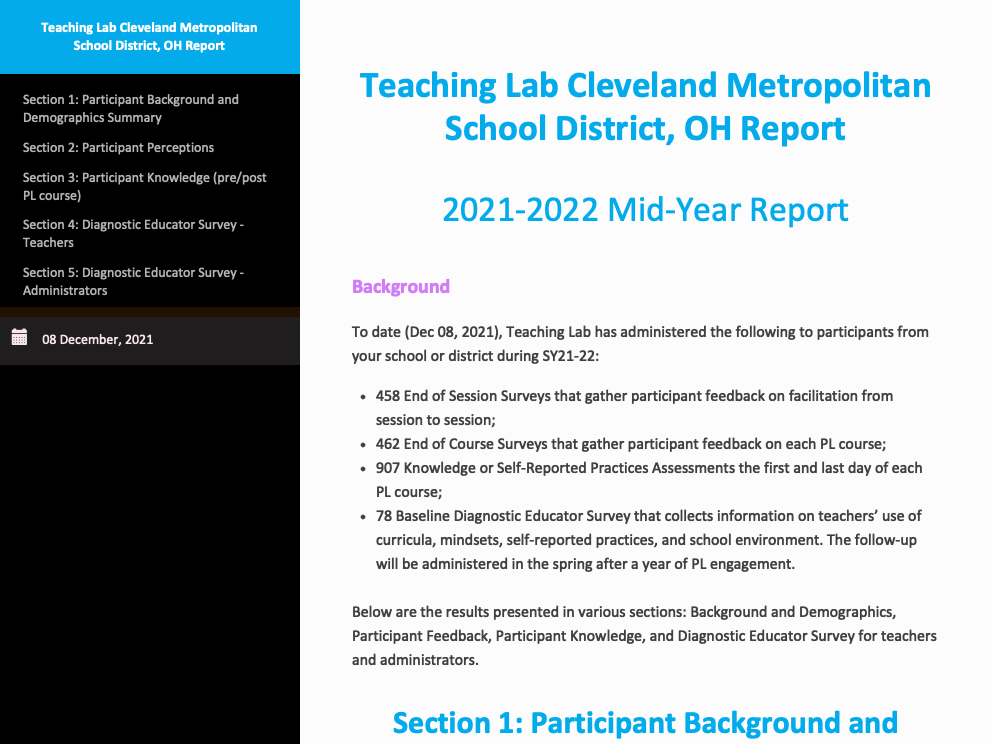 Teaching Lab Cleveland Metropolitan
School District, OH Report
Section 1: Participant Background and
Demographics Summary
Section 2: Participant Perceptions
Section 3: Participant Knowledge (pre/post
PL course)
Section 4: Diagnostic Educator Survey -
Teachers
Section 5: Diagnostic Educator Survey -
Administrators
08 December, 2021
Teaching Lab Cleveland Metropolitan
School District, OH Report
2021-2022 Mid-Year Report
Background
To date (Dec 08, 2021), Teaching Lab has administered the following to participants from
your school or district during SY21-22:
• 458 End of Session Surveys that gather participant feedback on facilitation from
session to session;
• 462 End of Course Surveys that gather participant feedback on each PL course;
• 907 Knowledge or Self-Reported Practices Assessments the first and last day of each
PL course;
• 78 Baseline Diagnostic Educator Survey that collects information on teachers’ use of
curricula, mindsets, self-reported practices, and school environment. The follow-up
will be administered in the spring after a year of PL engagement.
Below are the results presented in various sections: Background and Demographics,
Participant Feedback, Participant Knowledge, and Diagnostic Educator Survey for teachers
and administrators.
Section 1: Participant Background and